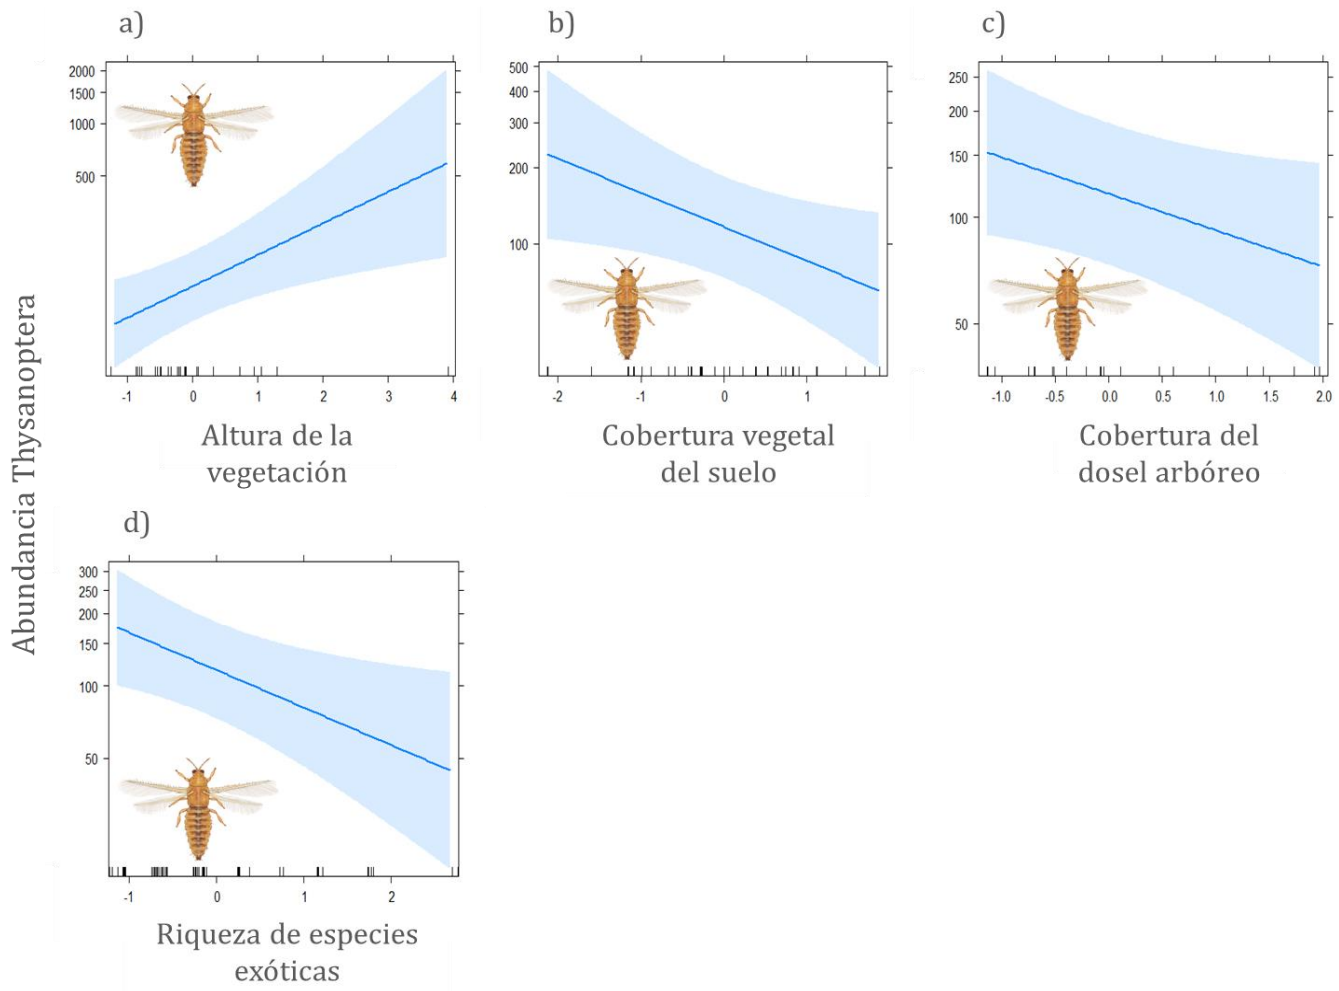 a)
2000
1500
1000
500
-1 0 1 2 3 4
Altura de la
vegetación
b)
500
400
300
200
100
-2 -1 0 1
Cobertura vegetal
del suelo
c)
250
200
150
100
50
-1.0 -0.5 0.0 0.5 1.0 1.5 2.0
Cobertura del
dosel arbóreo
Abundancia Thysanoptera
d)
300
250
200
150
100
50
-1 0 1 2
Riqueza de especies
exóticas